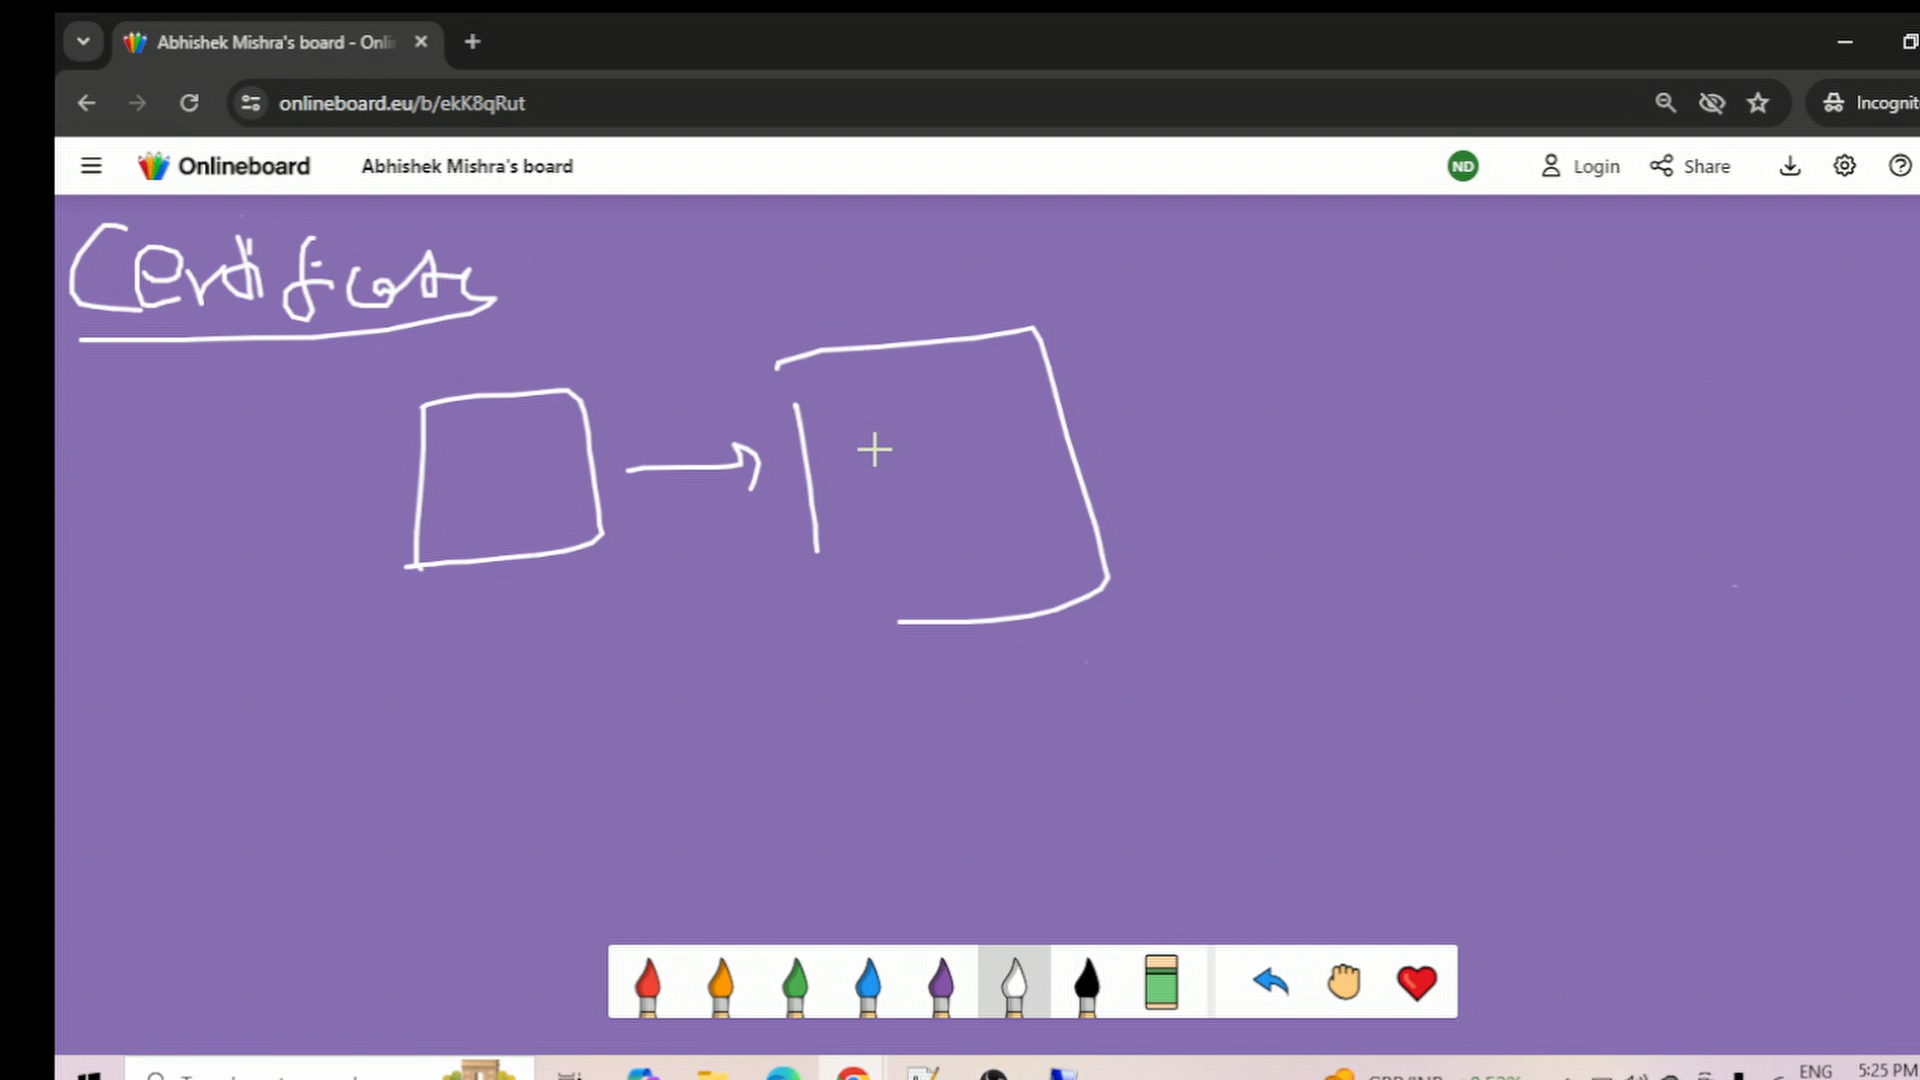 Abhishek Mishra's board - Onli
onlineboard.eu/b/ekK8qRut
Incognit
Onlineboard
Abhishek Mishra's board
ND
Login
Share
Certificate
ENG
5:25 PM